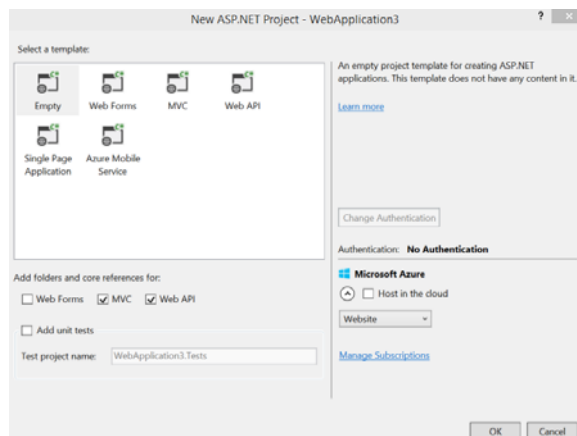 New ASP.NET Project - WebApplication3
?
Select a template:
Empty
Web Forms
MVC
Web API
Single Page
Application
Azure Mobile
Service
An empty project template for creating ASP.NET
applications. This template does not have any content in it.
Learn more
Change Authentication
Authentication: No Authentication
Microsoft Azure
Host in the cloud
Website
Manage Subscriptions
Add folders and core references for:
Web Forms MVC Web API
Add unit tests
Test project name: WebApplication3.Tests
OK Cancel